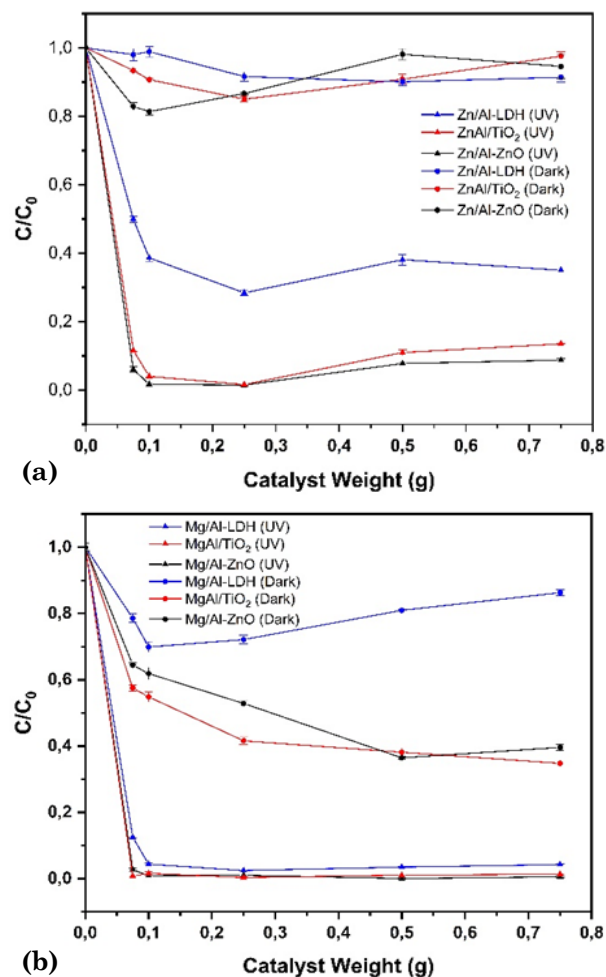 1,0
0,8
0,6
0,4
0,2
0,0
C/C₀
Zn/Al-LDH (UV)
ZnAl/TiO₂ (UV)
Zn/Al-ZnO (UV)
Zn/Al-LDH (Dark)
ZnAl/TiO₂ (Dark)
Zn/Al-ZnO (Dark)
0,0 0,1 0,2 0,3 0,4 0,5 0,6 0,7 0,8
Catalyst Weight (g)
(a)
Mg/Al-LDH (UV)
MgAl/TiO₂ (UV)
Mg/Al-ZnO (UV)
Mg/Al-LDH (Dark)
MgAl/TiO₂ (Dark)
Mg/Al-ZnO (Dark)
1,0
0,8
0,6
0,4
0,2
0,0
C/C₀
0,0 0,1 0,2 0,3 0,4 0,5 0,6 0,7 0,8
Catalyst Weight (g)
(b)